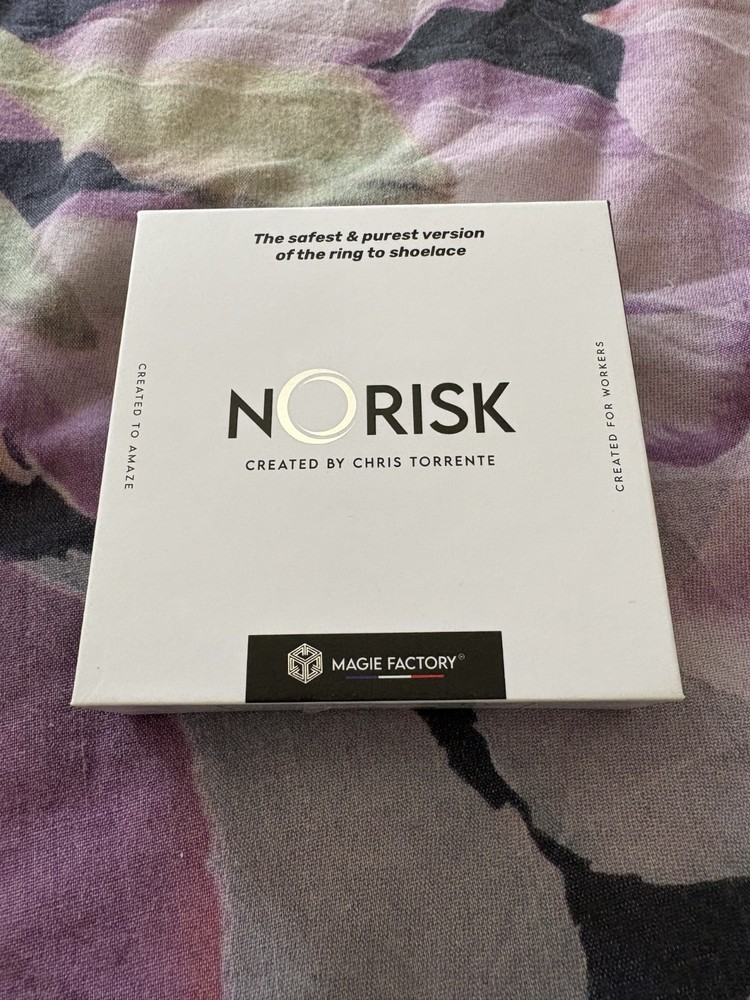 The safest & purest version
of the ring to shoelace
CREATED TO AMAZE
NORISK
CREATED BY CHRIS TORRENTE
CREATED FOR WORKERS
MAGIE FACTORY